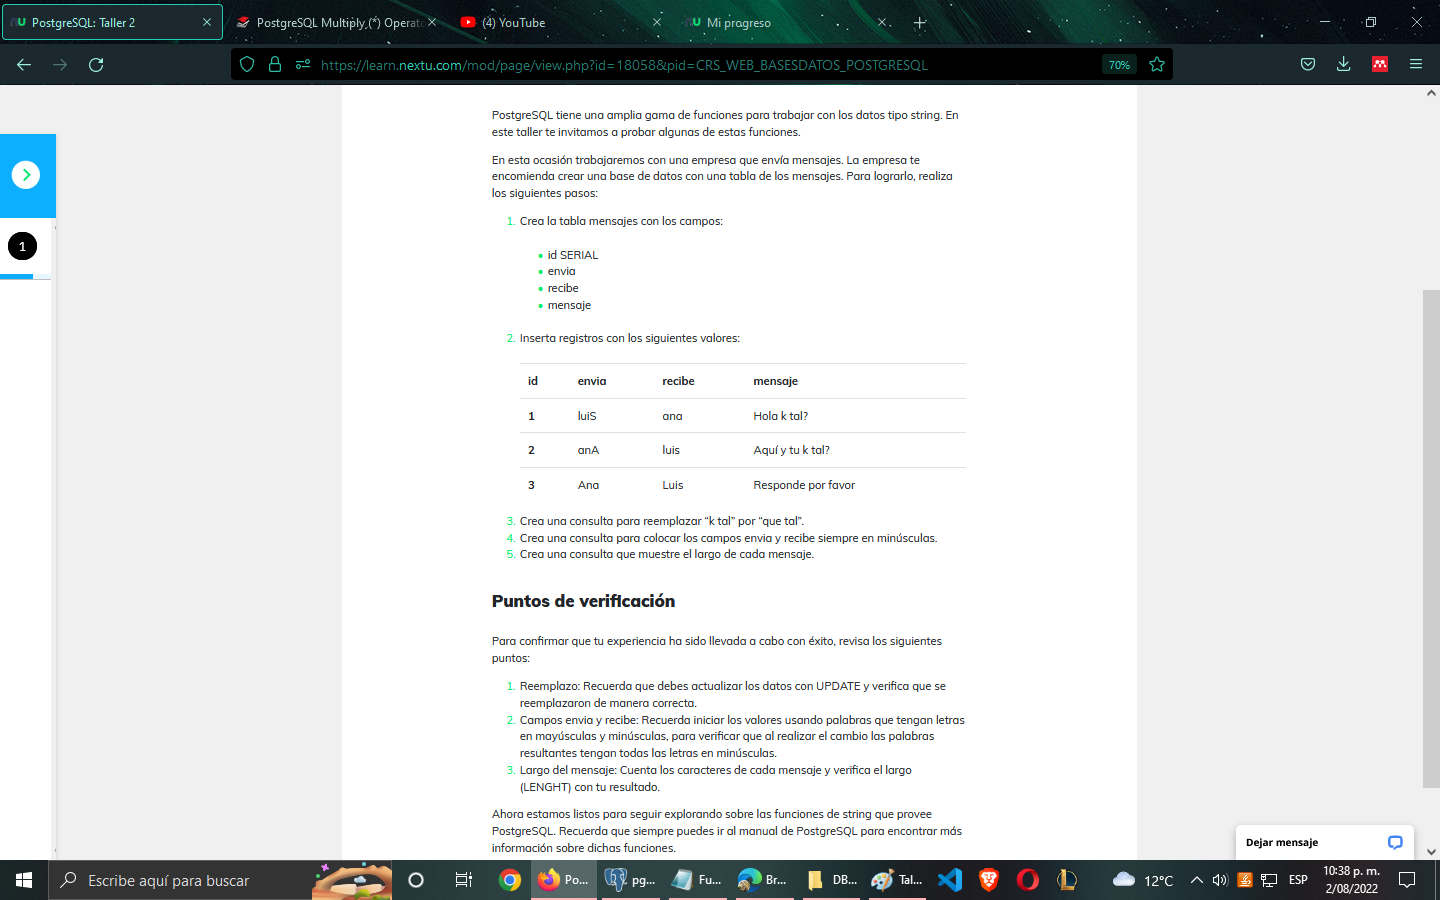 PostgreSQL: Taller 2
PostgreSQL Multiply (*) Operato
(4) YouTube
Mi progreso
https://learn.nextu.com/mod/page/view.php?id=18058&pid=CRS_WEB_BASESDATOS_POSTGRESQL
70%
1
PostgreSQL tiene una amplia gama de funciones para trabajar con los datos tipo string. En
este taller te invitamos a probar algunas de estas funciones.
En esta ocasión trabajaremos con una empresa que envía mensajes. La empresa te
encomienda crear una base de datos con una tabla de los mensajes. Para lograrlo, realiza
los siguientes pasos:
1. Crea la tabla mensajes con los campos:
• id SERIAL
• envia
• recibe
• mensaje
2. Inserta registros con los siguientes valores:
id envia recibe mensaje
1 luiS ana Hola k tal?
2 anA luis Aquí y tu k tal?
3 Ana Luis Responde por favor
3. Crea una consulta para reemplazar “k tal” por “que tal”.
4. Crea una consulta para colocar los campos envia y recibe siempre en minúsculas.
5. Crea una consulta que muestre el largo de cada mensaje.
Puntos de verificación
Para confirmar que tu experiencia ha sido llevada a cabo con éxito, revisa los siguientes
puntos:
1. Reemplazo: Recuerda que debes actualizar los datos con UPDATE y verifica que se
reemplazaron de manera correcta.
2. Campos envia y recibe: Recuerda iniciar los valores usando palabras que tengan letras
en mayúsculas y minúsculas, para verificar que al realizar el cambio las palabras
resultantes tengan todas las letras en minúsculas.
3. Largo del mensaje: Cuenta los caracteres de cada mensaje y verifica el largo
(LENGHT) con tu resultado.
Ahora estamos listos para seguir explorando sobre las funciones de string que provee
PostgreSQL. Recuerda que siempre puedes ir al manual de PostgreSQL para encontrar más
información sobre dichas funciones.
Dejar mensaje
Escribe aquí para buscar
Po...
pg...
Fu...
Br...
DB...
Tal...
12°C
ESP
10:38 p. m.
2/08/2022